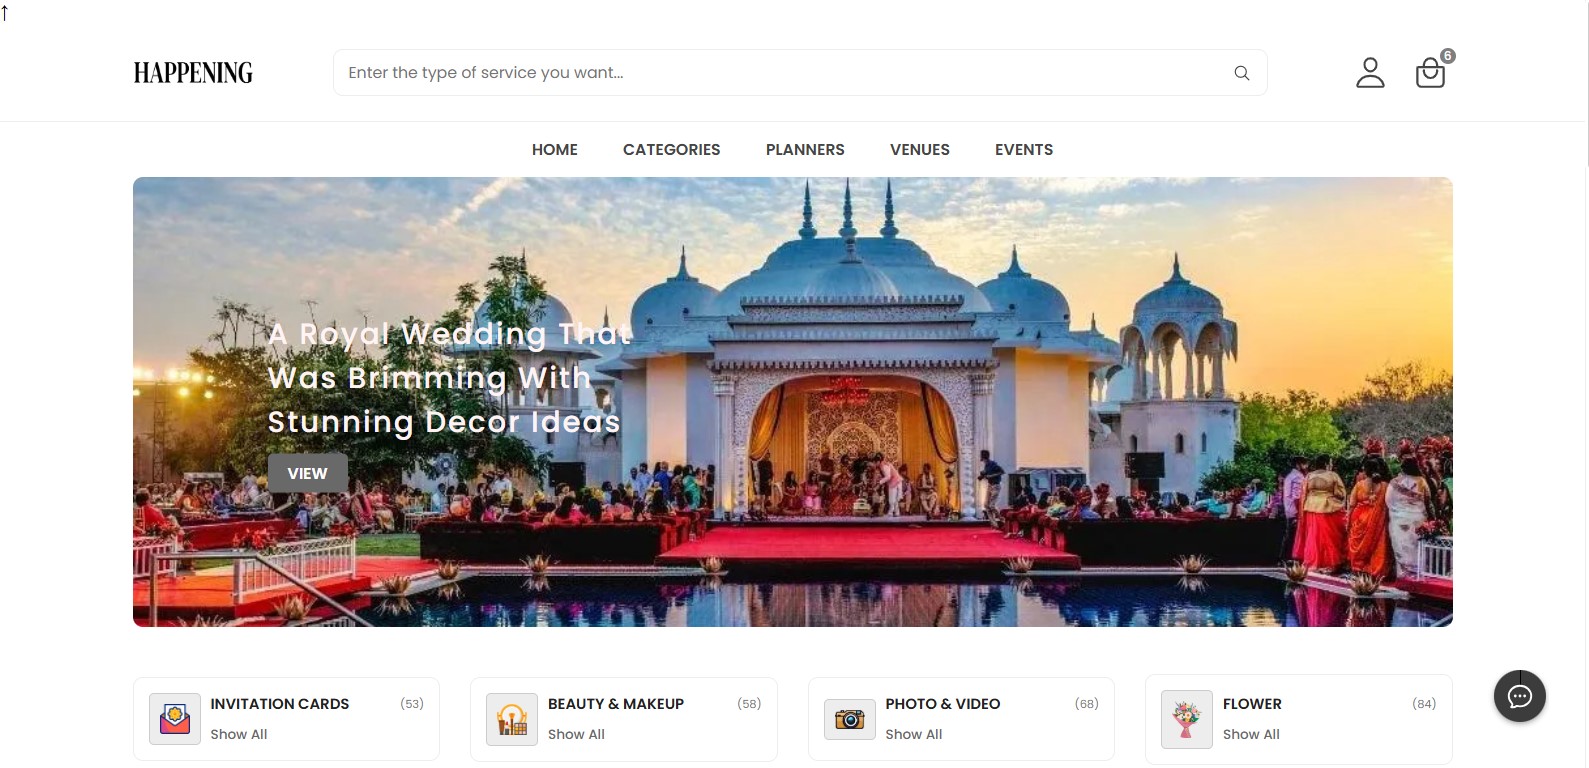 ↑
HAPPENING
Enter the type of service you want...
6
HOME CATEGORIES PLANNERS VENUES EVENTS
A Royal Wedding That
Was Brimming With
Stunning Decor Ideas
VIEW
INVITATION CARDS (53)
Show All
BEAUTY & MAKEUP (58)
Show All
PHOTO & VIDEO (68)
Show All
FLOWER (84)
Show All